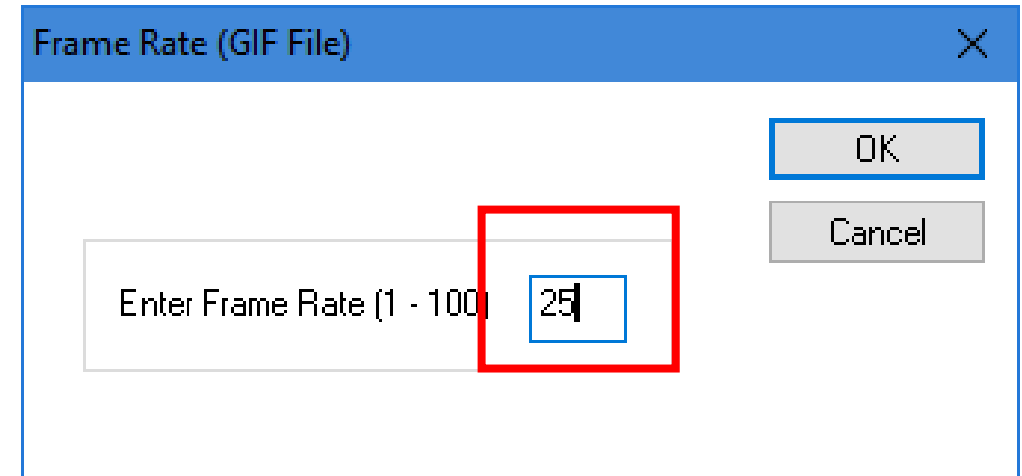 Frame Rate (GIF File)
OK
Cancel
Enter Frame Rate (1 - 100) 25